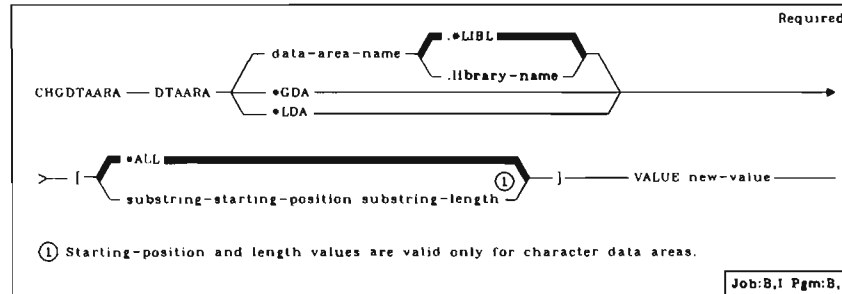 Required
.*LIBL
data-area-name
.library-name
CHGDTAARA DTAARA
*GDA
*LDA
*ALL
> [ ] VALUE new-value
substring-starting-position substring-length ①
① Starting-position and length values are valid only for character data areas.
Job:B,I Pgm:B,